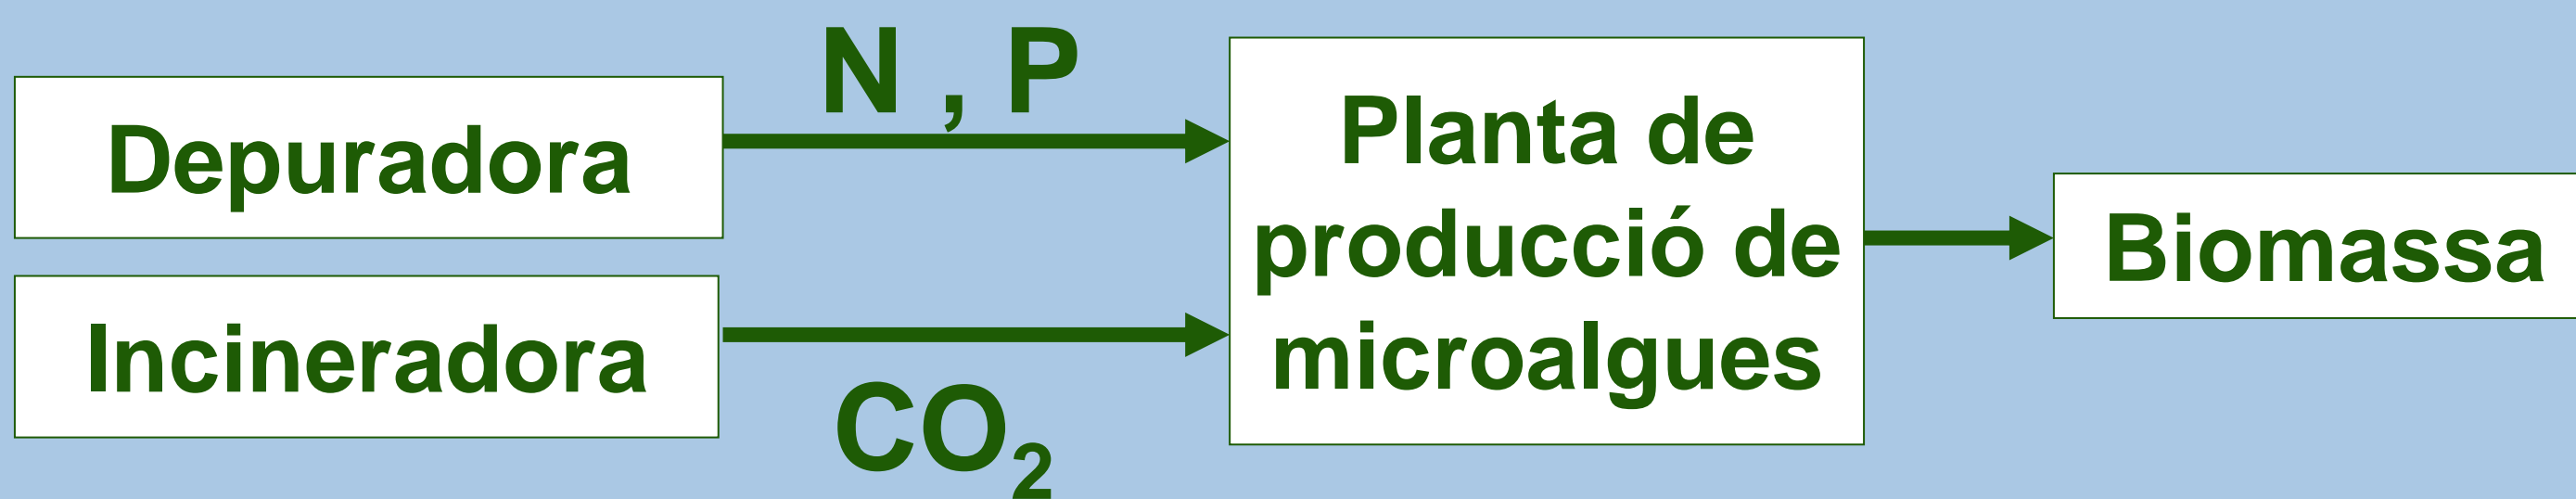 Depuradora
N , P
Incineradora
CO₂
Planta de
producció de
microalgues
Biomassa